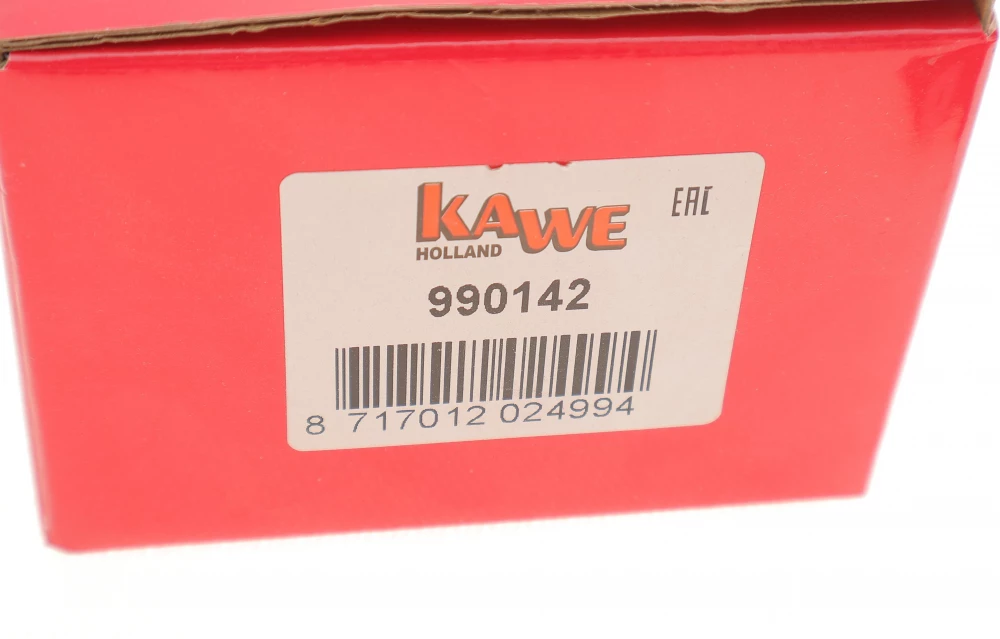 KAWE
HOLLAND
EAC
990142
8 717012 024994